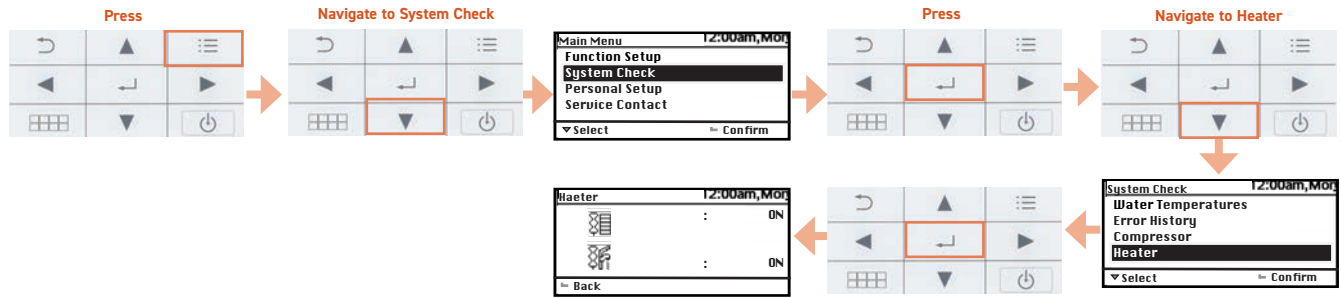 Press
Navigate to System Check
Main Menu 12:00am,Mon
Function Setup
System Check
Personal Setup
Service Contact
Select Confirm
Press
Navigate to Heater
System Check 12:00am,Mon
Water Temperatures
Error History
Compressor
Heater
Select Confirm
Haeter 12:00am,Mon
: ON
: ON
Back